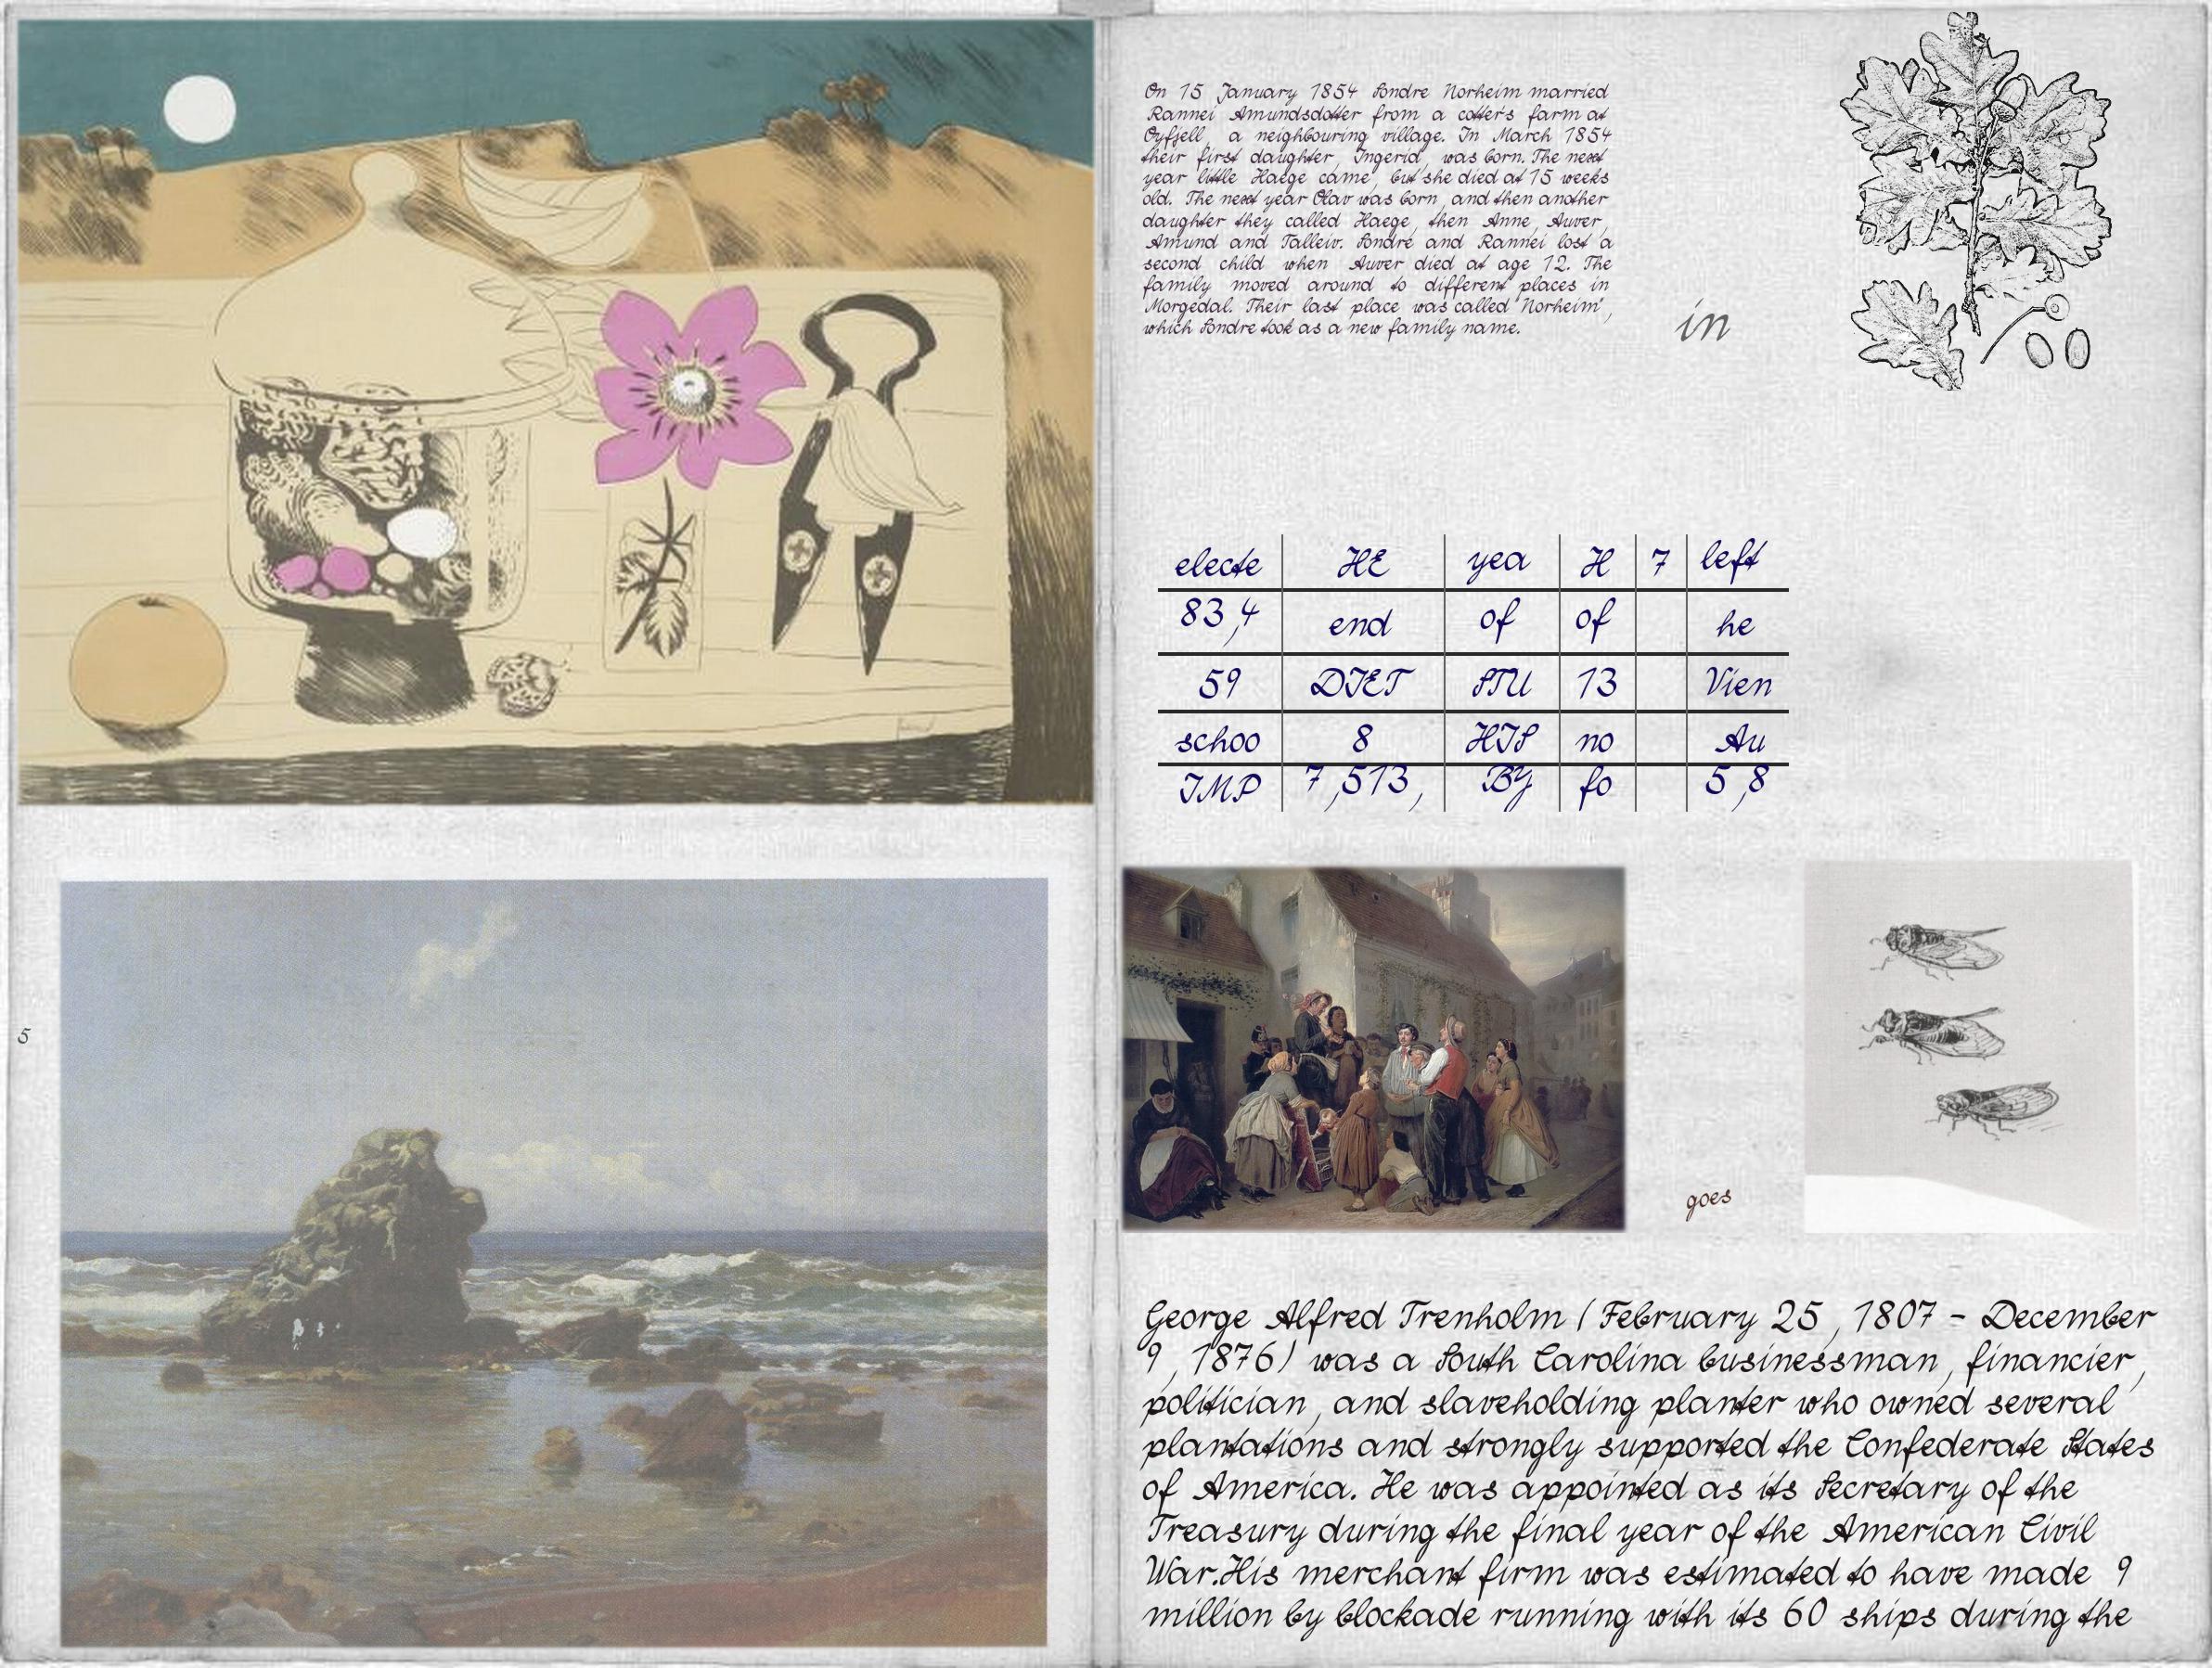 5
On 15 January 1854 Sondre Norheim married
Rannei Amundsdotter from a cotter's farm at
Øyfjell, a neighbouring village. In March 1854
their first daughter, Ingerid, was born. The next
year little Hæge came, but she died at 15 weeks
old. The next year Olav was born, and then another
daughter they called Hæge, then Anne, Auver,
Amund and Talleiv. Sondre and Rannei lost a
second child when Auver died at age 12. The
family moved around to different places in
Morgedal. Their last place was called 'Norheim',
which Sondre took as a new family name.
in
electe HE yea H 7 left
83,4 end of of he
59 DIET STU 13 Vien
schoo 8 HIS no Au
IMP 7,513, BY fo 5,8
goes
George Alfred Trenholm (February 25, 1807 – December
9, 1876) was a South Carolina businessman, financier,
politician, and slaveholding planter who owned several
plantations and strongly supported the Confederate States
of America. He was appointed as its Secretary of the
Treasury during the final year of the American Civil
War.His merchant firm was estimated to have made 9
million by blockade running with its 60 ships during the